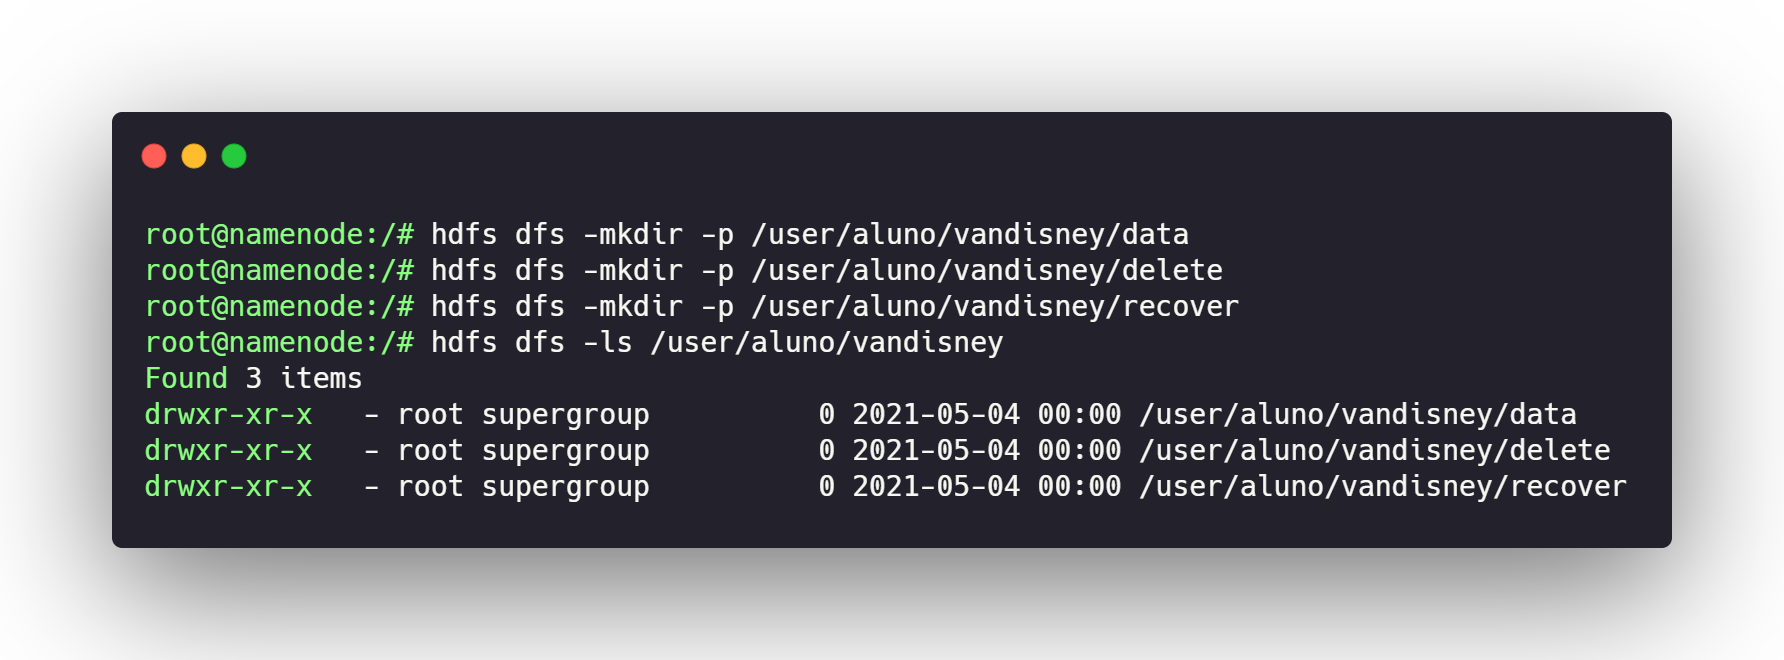 root@namenode:/# hdfs dfs -mkdir -p /user/aluno/vandisney/data
root@namenode:/# hdfs dfs -mkdir -p /user/aluno/vandisney/delete
root@namenode:/# hdfs dfs -mkdir -p /user/aluno/vandisney/recover
root@namenode:/# hdfs dfs -ls /user/aluno/vandisney
Found 3 items
drwxr-xr-x   - root supergroup          0 2021-05-04 00:00 /user/aluno/vandisney/data
drwxr-xr-x   - root supergroup          0 2021-05-04 00:00 /user/aluno/vandisney/delete
drwxr-xr-x   - root supergroup          0 2021-05-04 00:00 /user/aluno/vandisney/recover